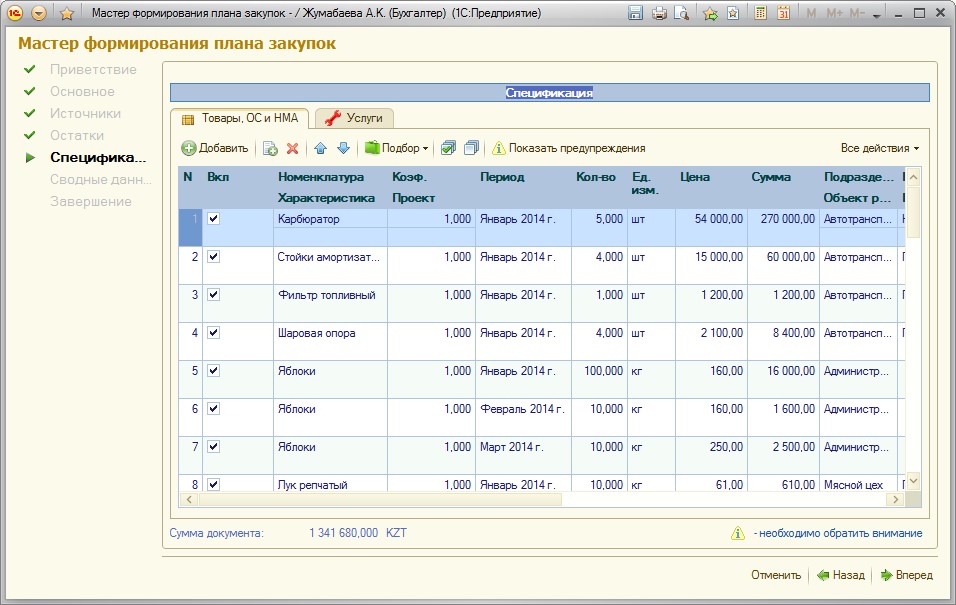 Мастер формирования плана закупок - / Жумабаева А.К. (Бухгалтер) (1С:Предприятие)
M M+ M-
Мастер формирования плана закупок
Приветствие
Основное
Источники
Остатки
Специфика...
Сводные данн...
Завершение
Спецификация
Товары, ОС и НМА Услуги
Добавить Подбор Показать предупреждения Все действия
N Вкл Номенклатура Коэф. Период Кол-во Ед. изм. Цена Сумма Подразде...
Характеристика Проект Объект р...
1 Карбюратор 1,000 Январь 2014 г. 5,000 шт 54 000,00 270 000,00 Автотрансп...
2 Стойки амортизат... 1,000 Январь 2014 г. 4,000 шт 15 000,00 60 000,00 Автотрансп...
3 Фильтр топливный 1,000 Январь 2014 г. 1,000 шт 1 200,00 1 200,00 Автотрансп...
4 Шаровая опора 1,000 Январь 2014 г. 4,000 шт 2 100,00 8 400,00 Автотрансп...
5 Яблоки 1,000 Январь 2014 г. 100,000 кг 160,00 16 000,00 Администр...
6 Яблоки 1,000 Февраль 2014 г. 10,000 кг 160,00 1 600,00 Администр...
7 Яблоки 1,000 Март 2014 г. 10,000 кг 250,00 2 500,00 Администр...
8 Лук репчатый 1,000 Январь 2014 г. 10,000 кг 61,00 610,00 Мясной цех
Сумма документа: 1 341 680,000 KZT - необходимо обратить внимание
Отменить Назад Вперед